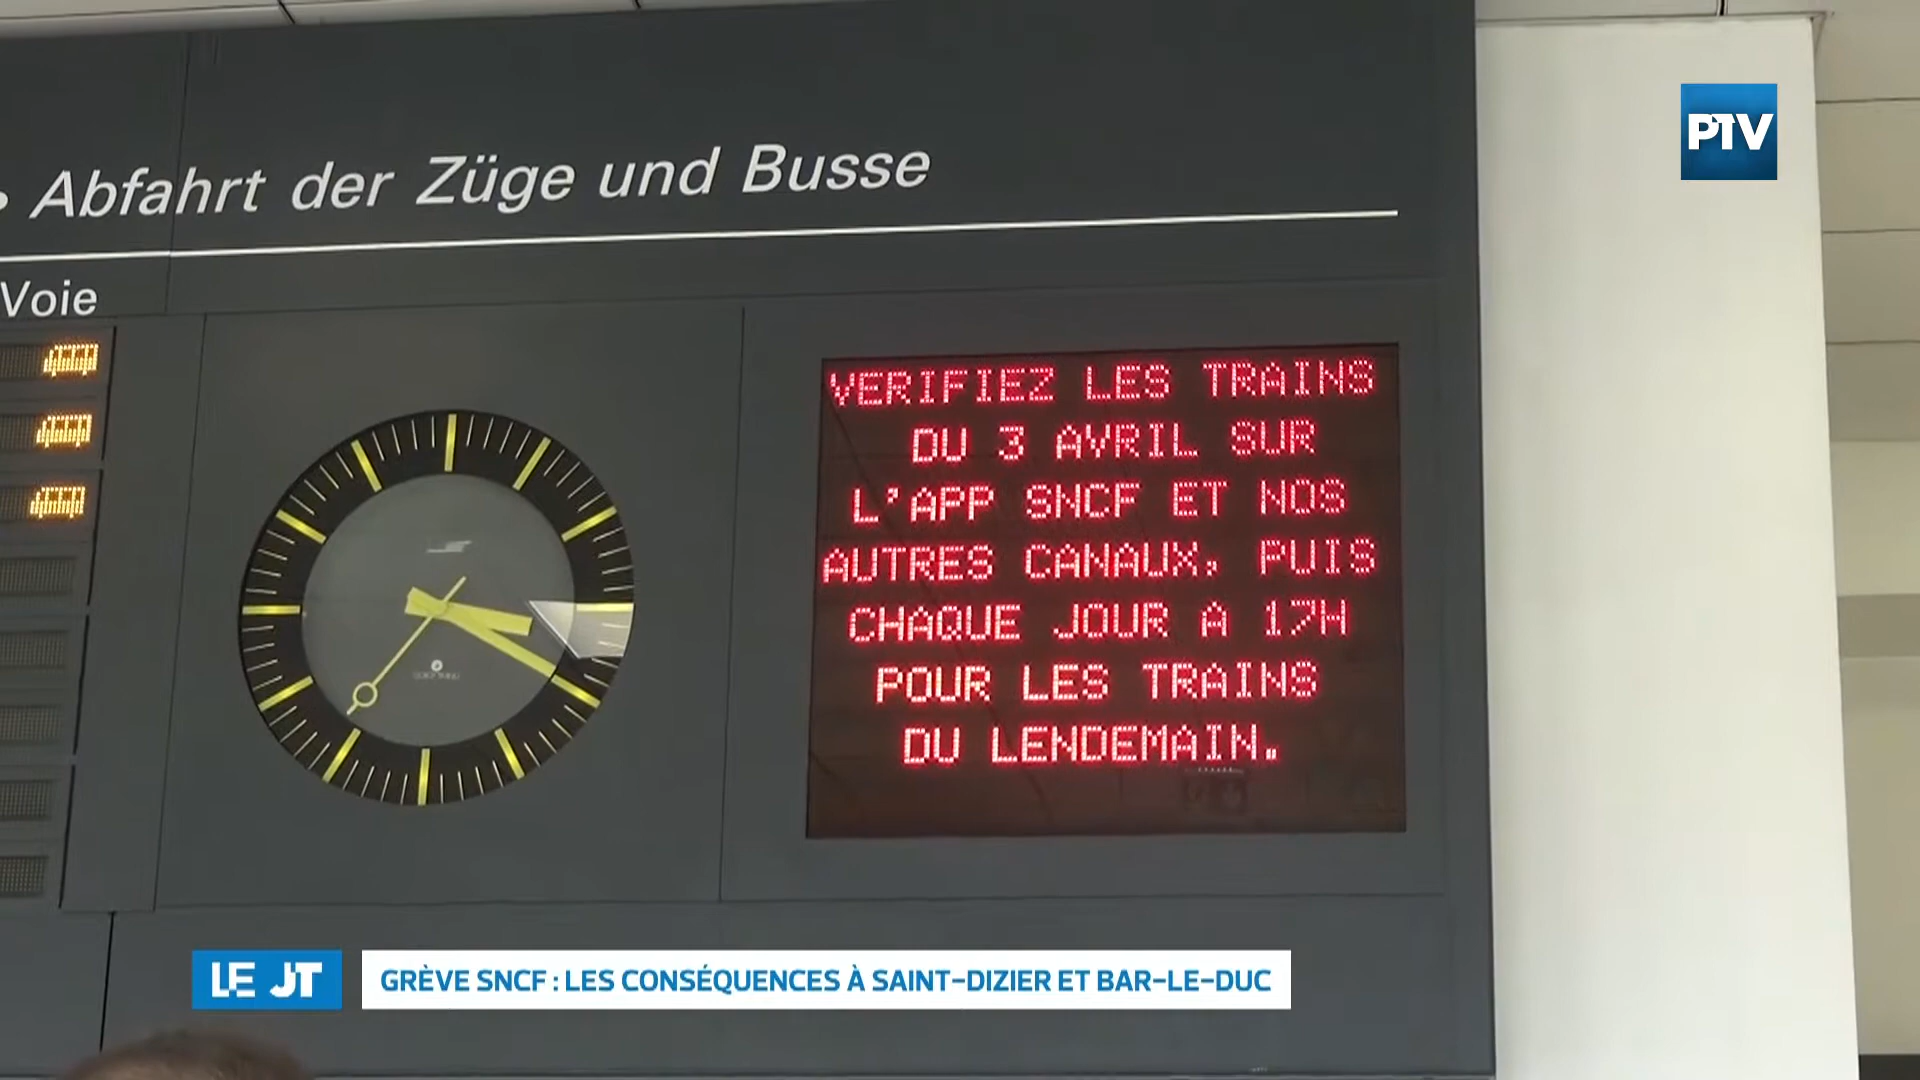 PTV
• Abfahrt der Züge und Busse
Voie
VERIFIEZ LES TRAINS
DU 3 AVRIL SUR
L'APP SNCF ET NOS
AUTRES CANAUX, PUIS
CHAQUE JOUR A 17H
POUR LES TRAINS
DU LENDEMAIN.
LE JT
GRÈVE SNCF : LES CONSÉQUENCES À SAINT-DIZIER ET BAR-LE-DUC